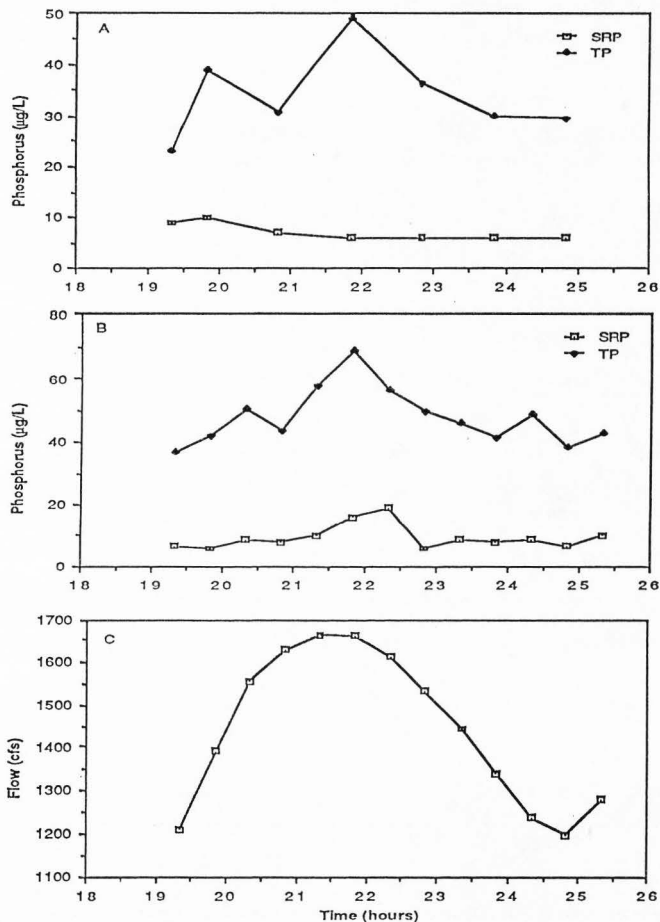 A
SRP
TP
50
40
30
20
10
0
Phosphorus (µg/L)
18 19 20 21 22 23 24 25 26
B
SRP
TP
80
60
40
20
0
Phosphorus (µg/L)
18 19 20 21 22 23 24 25 26
C
1700
1600
1500
1400
1300
1200
1100
Flow (cfs)
18 19 20 21 22 23 24 25 26
Time (hours)